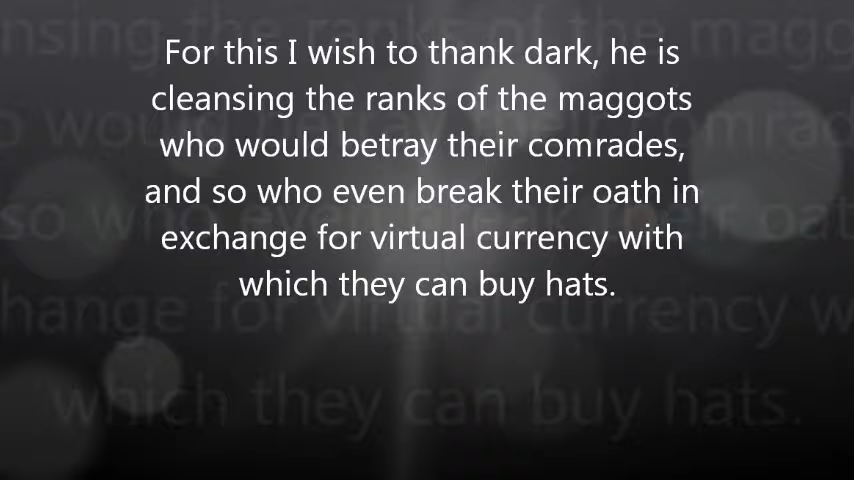 For this I wish to thank dark, he is
cleansing the ranks of the maggots
who would betray their comrades,
and so who even break their oath in
exchange for virtual currency with
which they can buy hats.